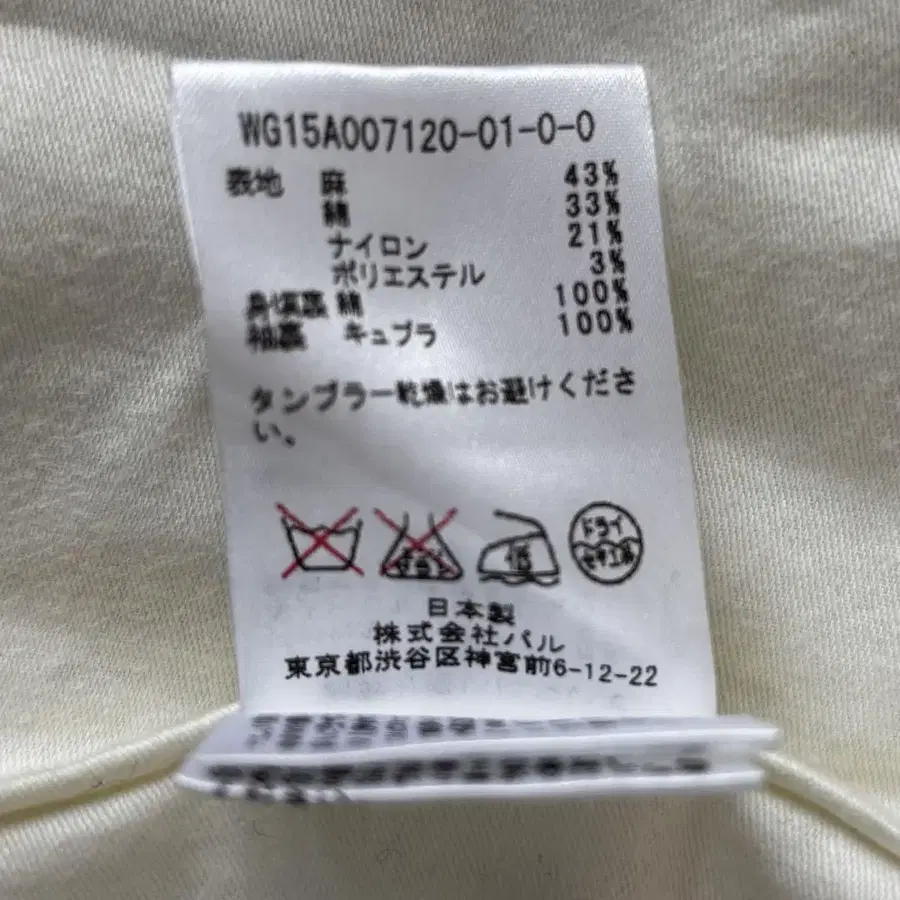 WG15A007120-01-0-0
表地 麻 43%
綿 33%
ナイロン 21%
ポリエステル 3%
身頃裏 綿 100%
袖裏 キュプラ 100%
タンブラー乾燥はお避けくださ
い。
ドライ
日本製
株式会社パル
東京都渋谷区神宮前6-12-22